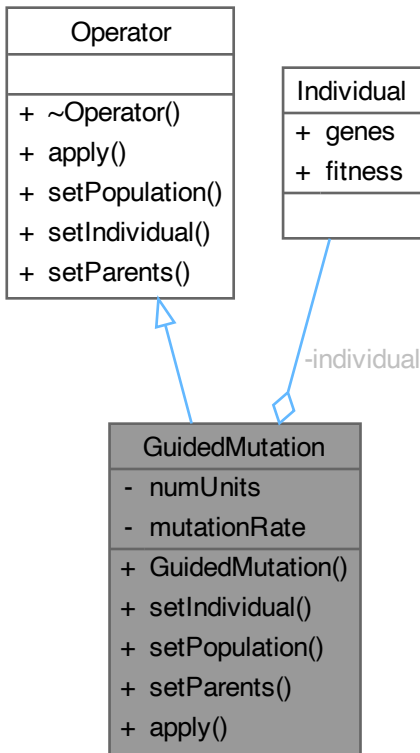 Operator
+ ~Operator()
+ apply()
+ setPopulation()
+ setIndividual()
+ setParents()
Individual
+ genes
+ fitness
-individual
GuidedMutation
- numUnits
- mutationRate
+ GuidedMutation()
+ setIndividual()
+ setPopulation()
+ setParents()
+ apply()